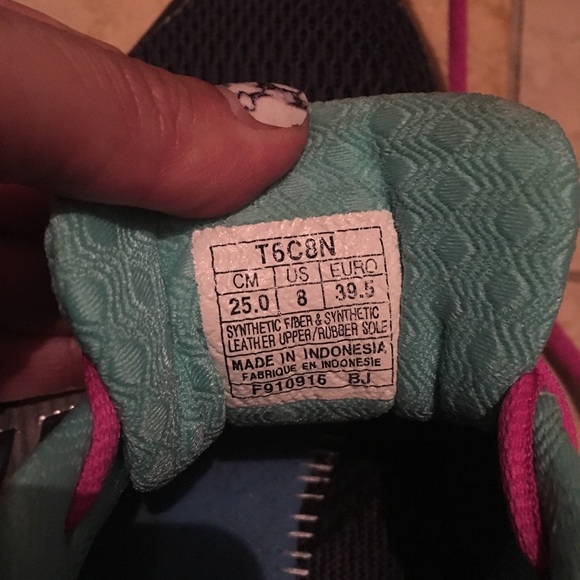 T6C8N
CM US EURO
25.0 8 39.5
SYNTHETIC FIBER & SYNTHETIC
LEATHER UPPER/RUBBER SOLE
MADE IN INDONESIA
FABRIQUE EN INDONESIE
F910916 BJ